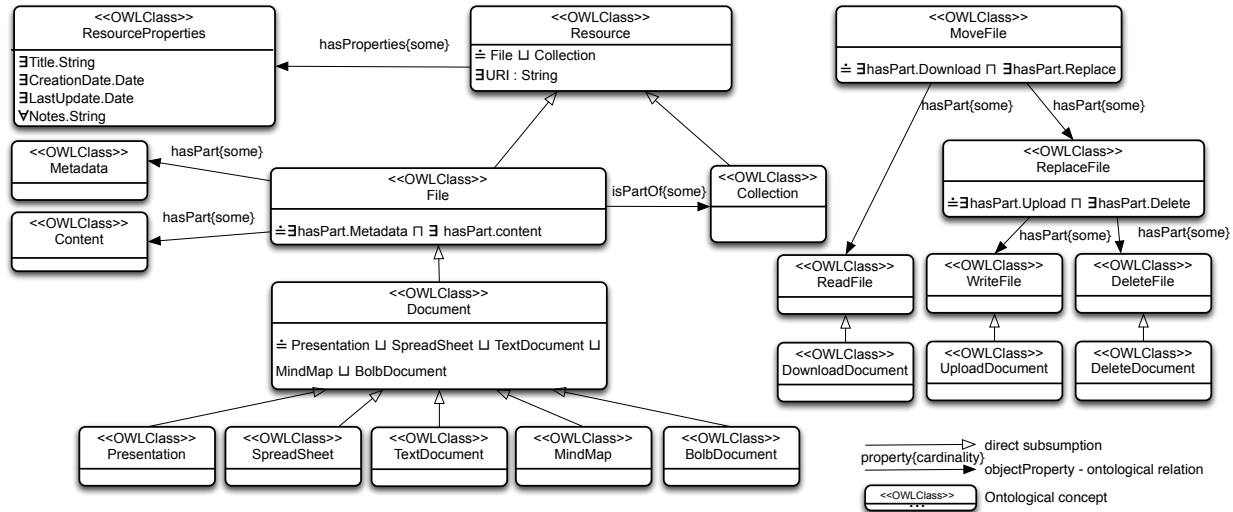 <<OWLClass>>
ResourceProperties
∃Title.String
∃CreationDate.Date
∃LastUpdate.Date
∀Notes.String
hasProperties{some}
<<OWLClass>>
Resource
≐ File ⊔ Collection
∃URI : String
<<OWLClass>>
MoveFile
≐ ∃hasPart.Download ⊓ ∃hasPart.Replace
hasPart{some}
hasPart{some}
<<OWLClass>>
Metadata
hasPart{some}
<<OWLClass>>
Content
hasPart{some}
<<OWLClass>>
File
≐∃hasPart.Metadata ⊓ ∃ hasPart.content
isPartOf{some}
<<OWLClass>>
Collection
<<OWLClass>>
ReplaceFile
≐∃hasPart.Upload ⊓ ∃hasPart.Delete
hasPart{some}
hasPart{some}
<<OWLClass>>
ReadFile
<<OWLClass>>
WriteFile
<<OWLClass>>
DeleteFile
<<OWLClass>>
Document
≐ Presentation ⊔ SpreadSheet ⊔ TextDocument ⊔
MindMap ⊔ BolbDocument
<<OWLClass>>
DownloadDocument
<<OWLClass>>
UploadDocument
<<OWLClass>>
DeleteDocument
<<OWLClass>>
Presentation
<<OWLClass>>
SpreadSheet
<<OWLClass>>
TextDocument
<<OWLClass>>
MindMap
<<OWLClass>>
BolbDocument
direct subsumption
property{cardinality}
objectProperty - ontological relation
<<OWLClass>>
...
Ontological concept